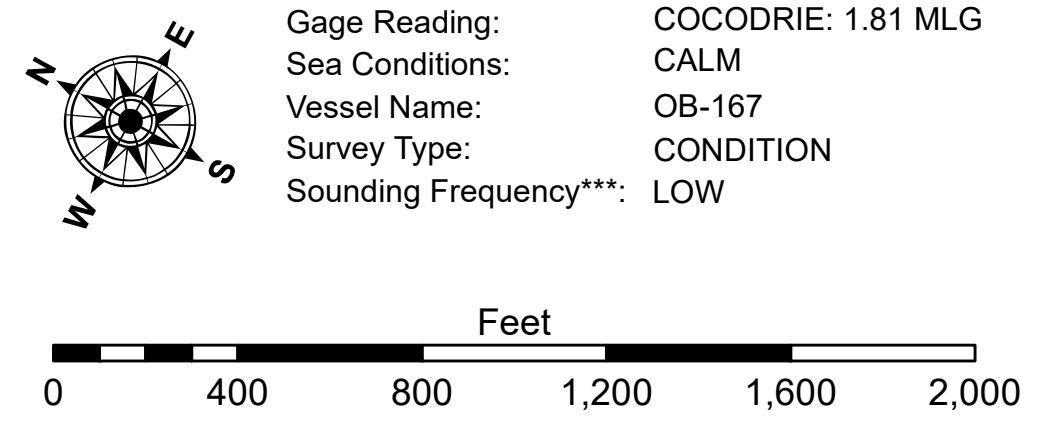 N
E
W
S
Gage Reading: COCODRIE: 1.81 MLG
Sea Conditions: CALM
Vessel Name: OB-167
Survey Type: CONDITION
Sounding Frequency***: LOW
Feet
0 400 800 1,200 1,600 2,000